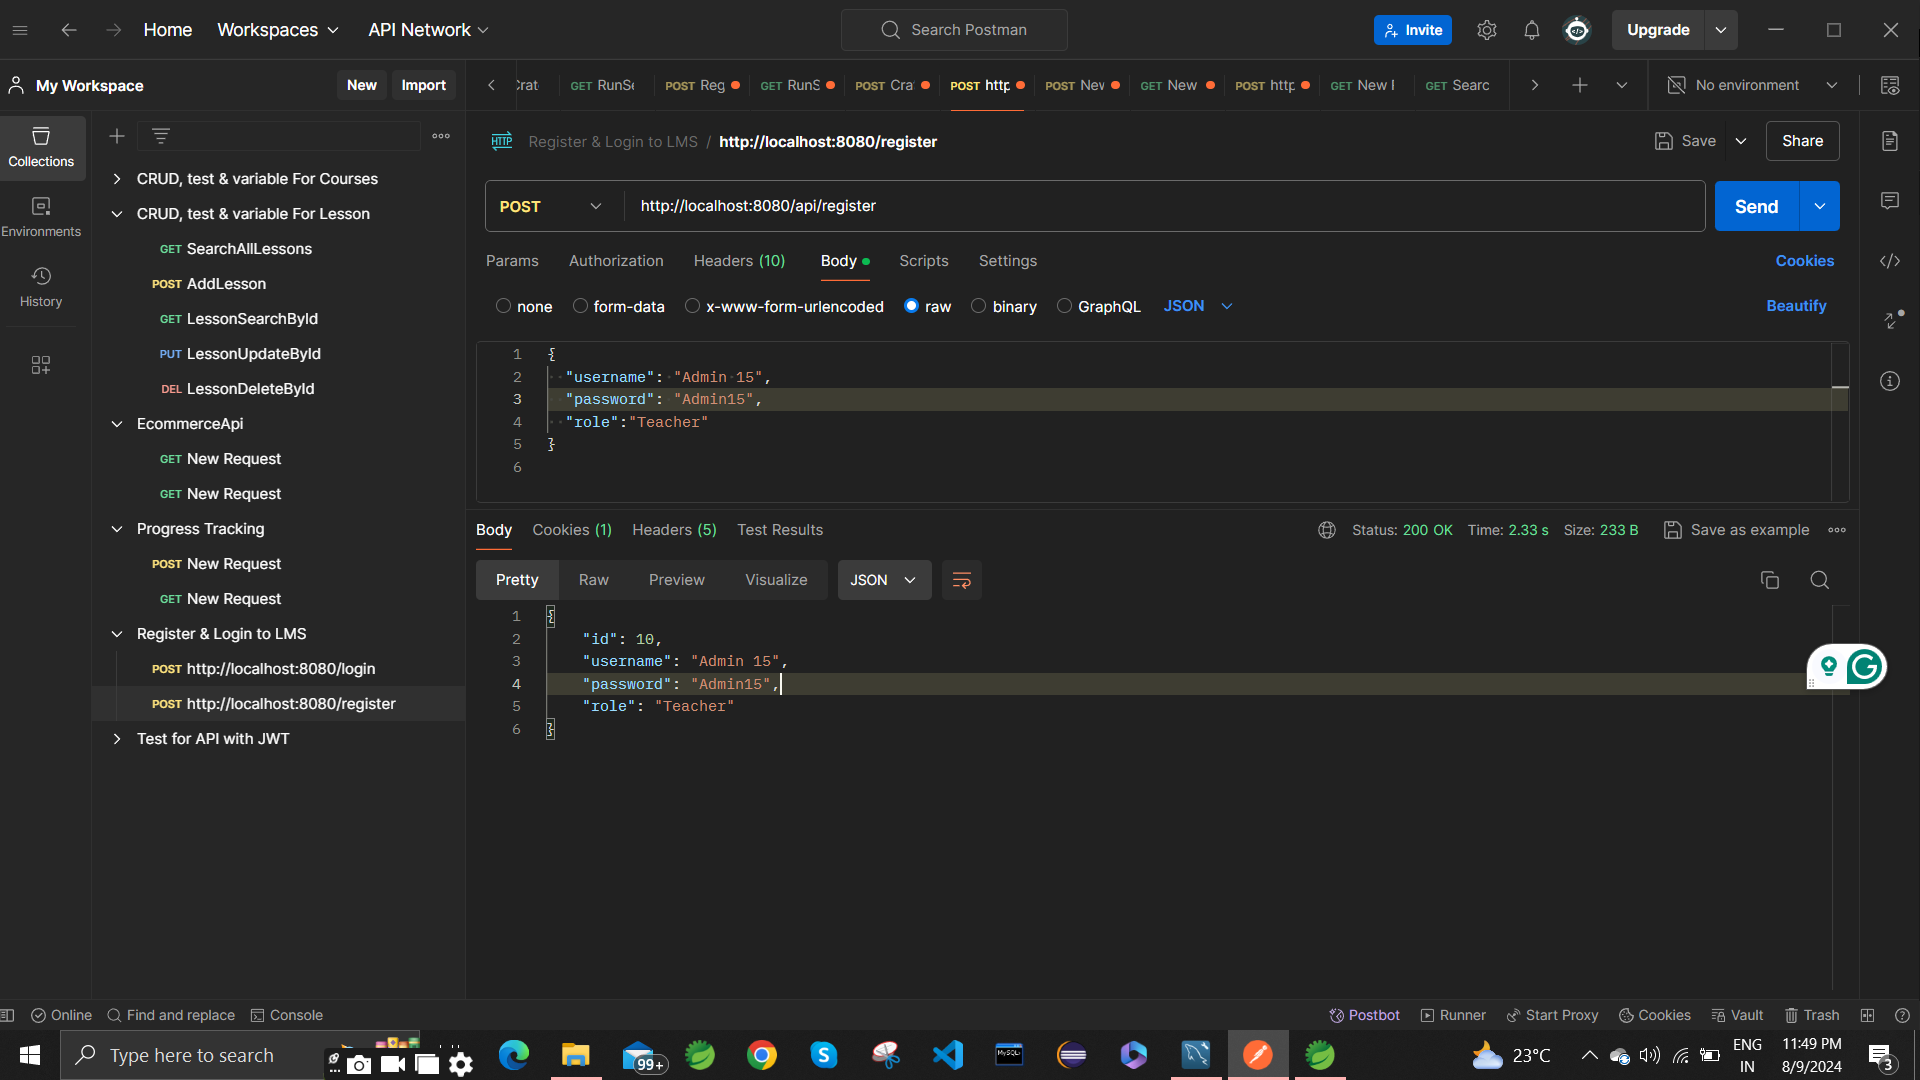 Home
Workspaces
API Network
Search Postman
Invite
Upgrade
My Workspace
New
Import
GET RunSe
POST Reg
GET RunS
POST Cra
POST http
POST Nev
GET New
POST http
GET New
GET Searc
No environment
Collections
Environments
History
CRUD, test & variable For Courses
CRUD, test & variable For Lesson
GET SearchAllLessons
POST AddLesson
GET LessonSearchById
PUT LessonUpdateById
DEL LessonDeleteById
EcommerceApi
GET New Request
GET New Request
Progress Tracking
POST New Request
GET New Request
Register & Login to LMS
POST http://localhost:8080/login
POST http://localhost:8080/register
Test for API with JWT
HTTP Register & Login to LMS / http://localhost:8080/register
Save
Share
POST
http://localhost:8080/api/register
Send
Params
Authorization
Headers (10)
Body
Scripts
Settings
Cookies
none
form-data
x-www-form-urlencoded
raw
binary
GraphQL
JSON
Beautify
1 {
2 "username": "Admin 15",
3 "password": "Admin15",
4 "role":"Teacher"
5 }
6
Body
Cookies (1)
Headers (5)
Test Results
Status: 200 OK
Time: 2.33 s
Size: 233 B
Save as example
Pretty
Raw
Preview
Visualize
JSON
1 {
2 "id": 10,
3 "username": "Admin 15",
4 "password": "Admin15",
5 "role": "Teacher"
6 }
Online
Find and replace
Console
Postbot
Runner
Start Proxy
Cookies
Vault
Trash
Type here to search
99+
MySQL
23°C
ENG
IN
11:49 PM
8/9/2024
3